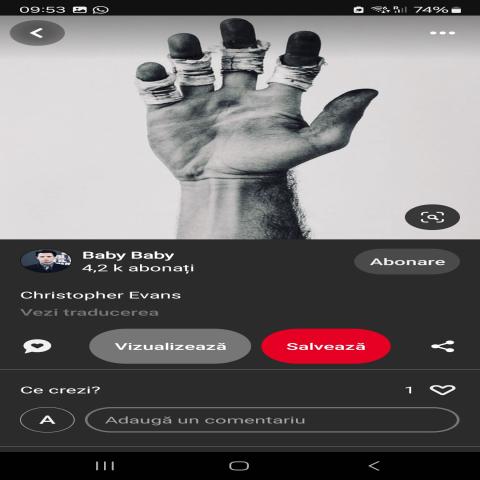 09:53
74%
Baby Baby
4,2 k abonați
Abonare
Christopher Evans
Vezi traducerea
Vizualizează
Salvează
Ce crezi?
1
A
Adaugă un comentariu